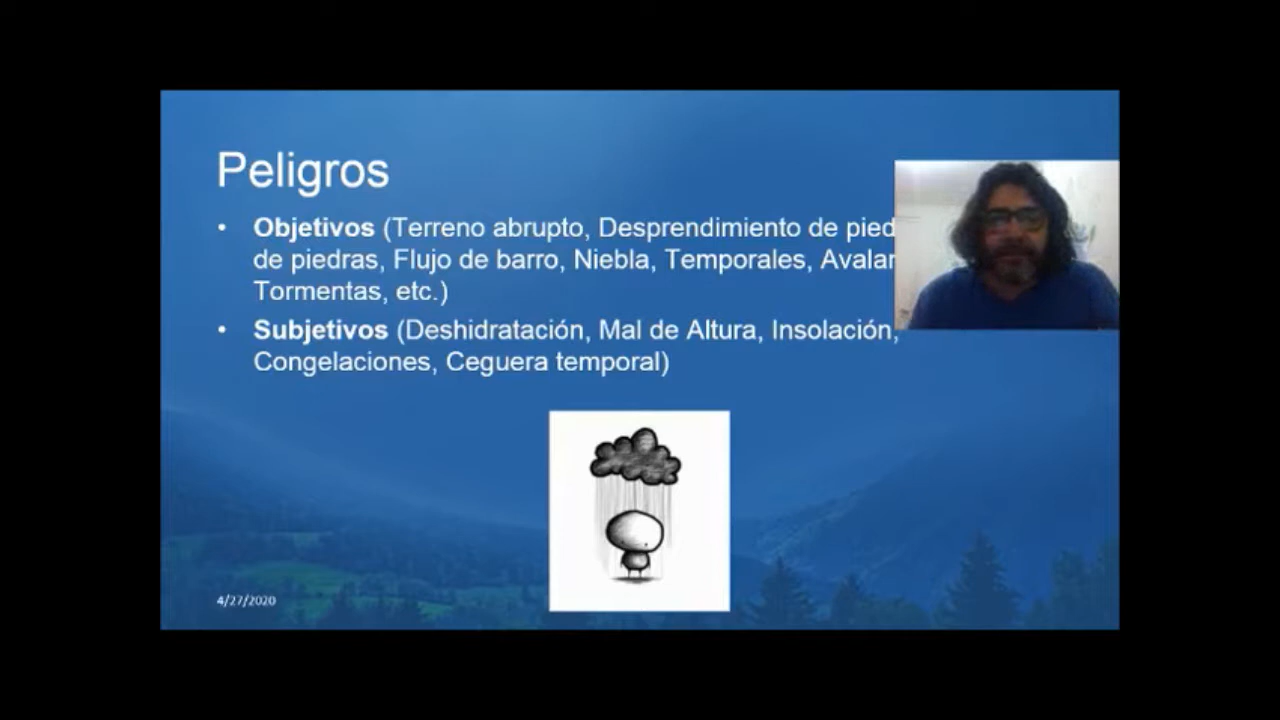 Peligros
• Objetivos (Terreno abrupto, Desprendimiento de
de piedras, Flujo de barro, Niebla, Temporales,
Tormentas, etc.)
• Subjetivos (Deshidratación, Mal de Altura, Insolación,
Congelaciones, Ceguera temporal)
4/27/2020